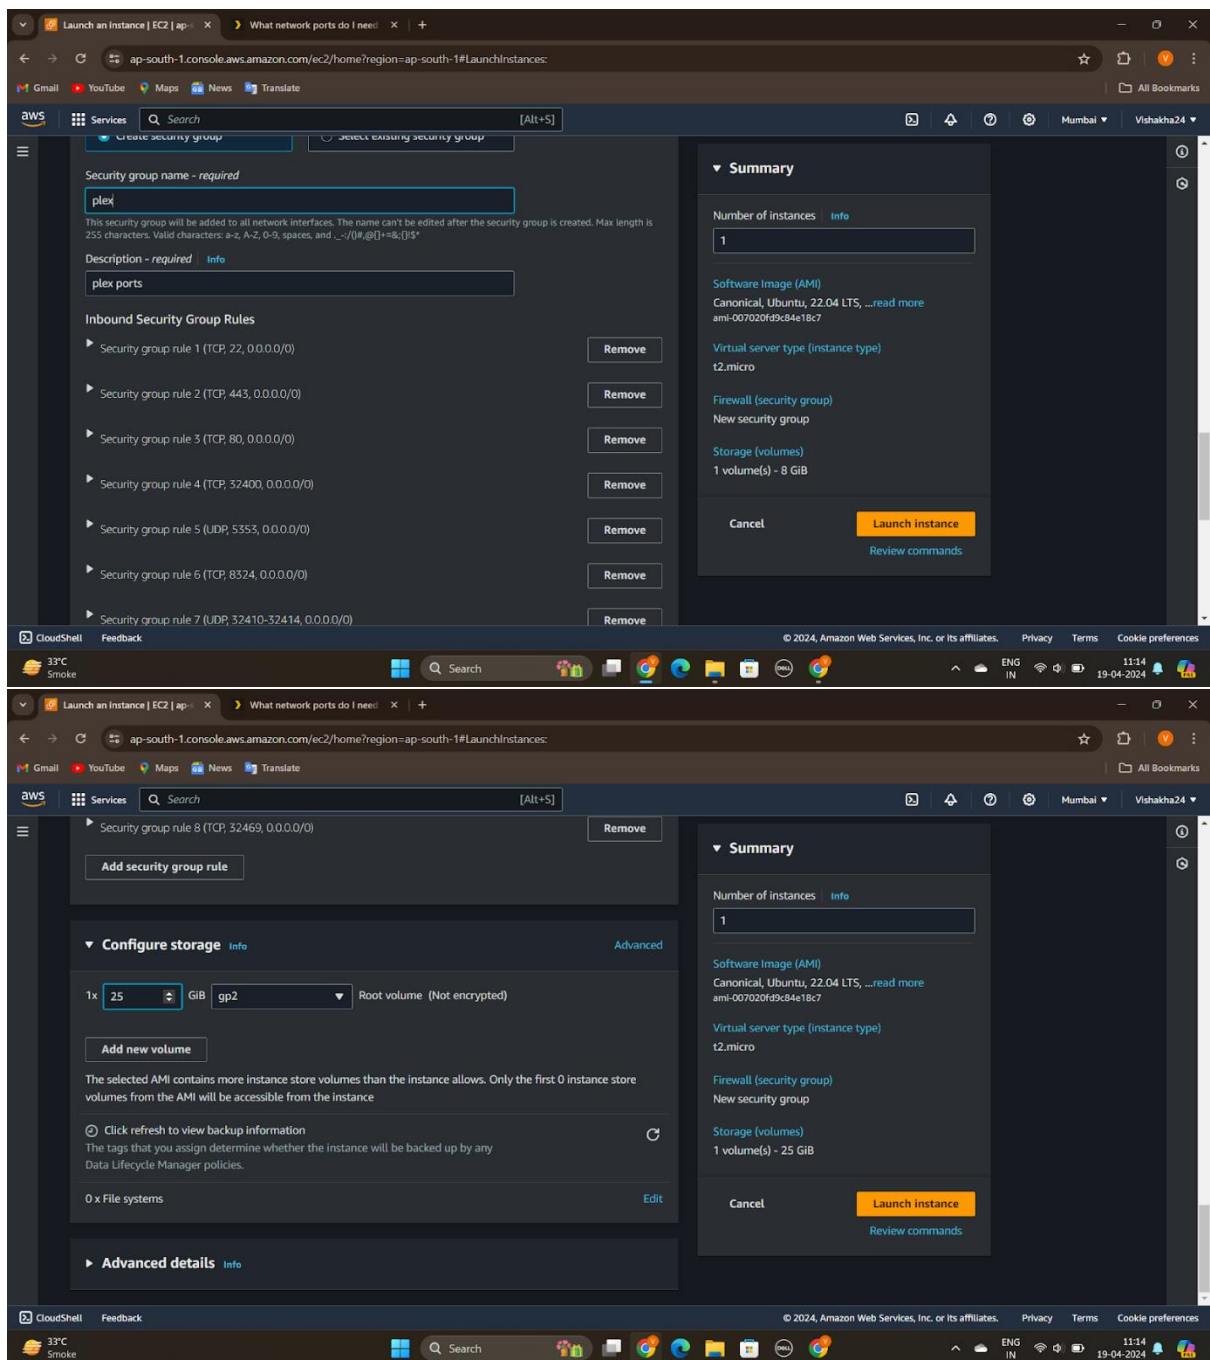 Launch an instance | EC2 | ap-s
What network ports do I need
ap-south-1.console.aws.amazon.com/ec2/home?region=ap-south-1#LaunchInstances:
Gmail YouTube Maps News Translate All Bookmarks
aws Services Search [Alt+S] Mumbai Vishakha24
Create security group Select existing security group
Security group name - required
plex
This security group will be added to all network interfaces. The name can't be edited after the security group is created. Max length is
255 characters. Valid characters: a-z, A-Z, 0-9, spaces, and ._-:/()#,@[]+=&;{}!$*
Description - required Info
plex ports
Inbound Security Group Rules
Security group rule 1 (TCP, 22, 0.0.0.0/0) Remove
Security group rule 2 (TCP, 443, 0.0.0.0/0) Remove
Security group rule 3 (TCP, 80, 0.0.0.0/0) Remove
Security group rule 4 (TCP, 32400, 0.0.0.0/0) Remove
Security group rule 5 (UDP, 5353, 0.0.0.0/0) Remove
Security group rule 6 (TCP, 8324, 0.0.0.0/0) Remove
Security group rule 7 (UDP, 32410-32414, 0.0.0.0/0) Remove
Summary
Number of instances Info
1
Software Image (AMI)
Canonical, Ubuntu, 22.04 LTS, ...read more
ami-007020fd9c84e18c7
Virtual server type (instance type)
t2.micro
Firewall (security group)
New security group
Storage (volumes)
1 volume(s) - 8 GiB
Cancel Launch instance
Review commands
CloudShell Feedback © 2024, Amazon Web Services, Inc. or its affiliates. Privacy Terms Cookie preferences
33°C
Smoke
Search
DELL
ENG
IN
11:14
19-04-2024
Launch an instance | EC2 | ap-s
What network ports do I need
ap-south-1.console.aws.amazon.com/ec2/home?region=ap-south-1#LaunchInstances:
Gmail YouTube Maps News Translate All Bookmarks
aws Services Search [Alt+S] Mumbai Vishakha24
Security group rule 8 (TCP, 32469, 0.0.0.0/0) Remove
Add security group rule
Configure storage Info Advanced
1x 25 GiB gp2 Root volume (Not encrypted)
Add new volume
The selected AMI contains more instance store volumes than the instance allows. Only the first 0 instance store
volumes from the AMI will be accessible from the instance
Click refresh to view backup information
The tags that you assign determine whether the instance will be backed up by any
Data Lifecycle Manager policies.
0 x File systems Edit
Advanced details Info
Summary
Number of instances Info
1
Software Image (AMI)
Canonical, Ubuntu, 22.04 LTS, ...read more
ami-007020fd9c84e18c7
Virtual server type (instance type)
t2.micro
Firewall (security group)
New security group
Storage (volumes)
1 volume(s) - 25 GiB
Cancel Launch instance
Review commands
CloudShell Feedback © 2024, Amazon Web Services, Inc. or its affiliates. Privacy Terms Cookie preferences
33°C
Smoke
Search
DELL
ENG
IN
11:14
19-04-2024